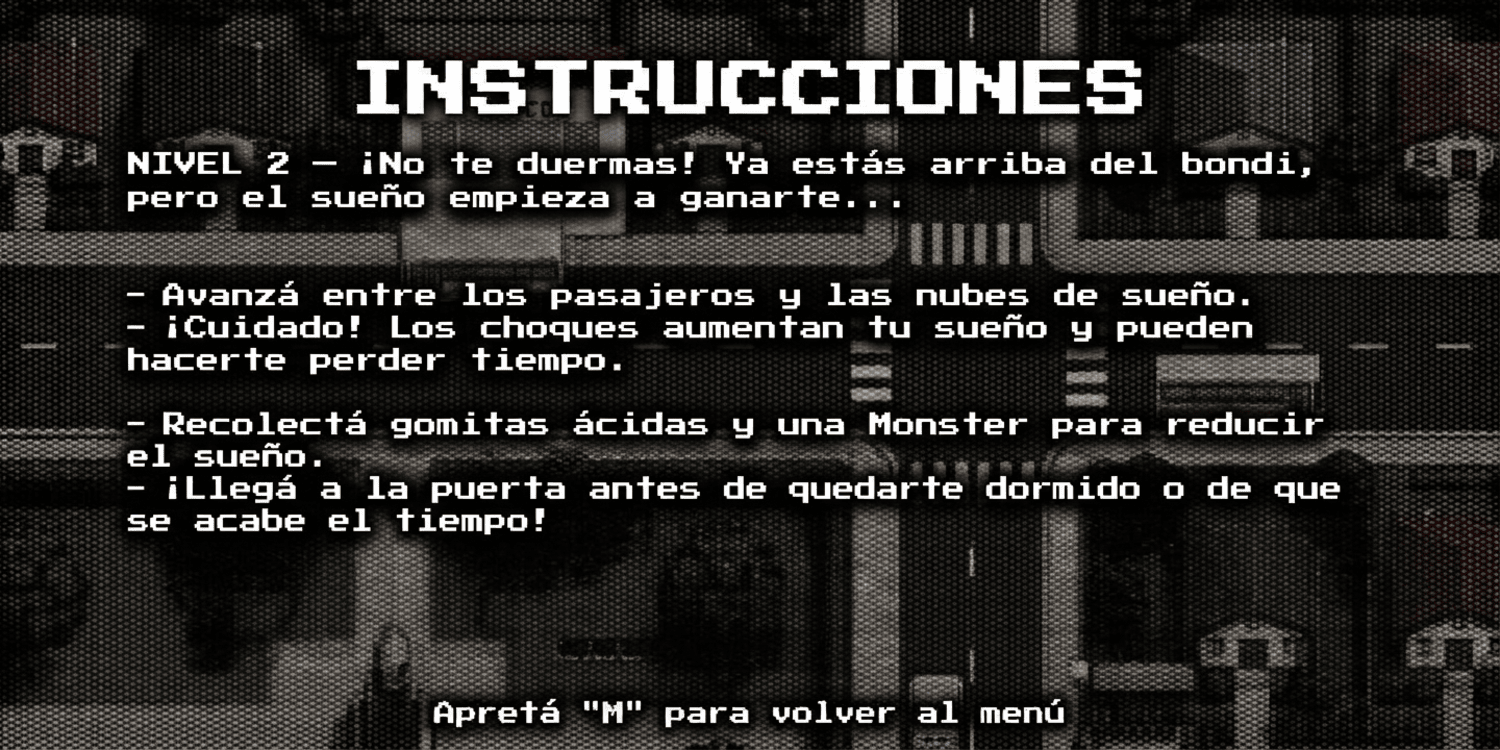 INSTRUCCIONES
NIVEL 2 — ¡No te duermas! Ya estás arriba del bondi,
pero el sueño empieza a ganarte...
- Avanzá entre los pasajeros y las nubes de sueño.
- ¡Cuidado! Los choques aumentan tu sueño y pueden
hacerte perder tiempo.
- Recolectá gomitas ácidas y una Monster para reducir
el sueño.
- ¡Llegá a la puerta antes de quedarte dormido o de que
se acabe el tiempo!
Apretá "M" para volver al menú